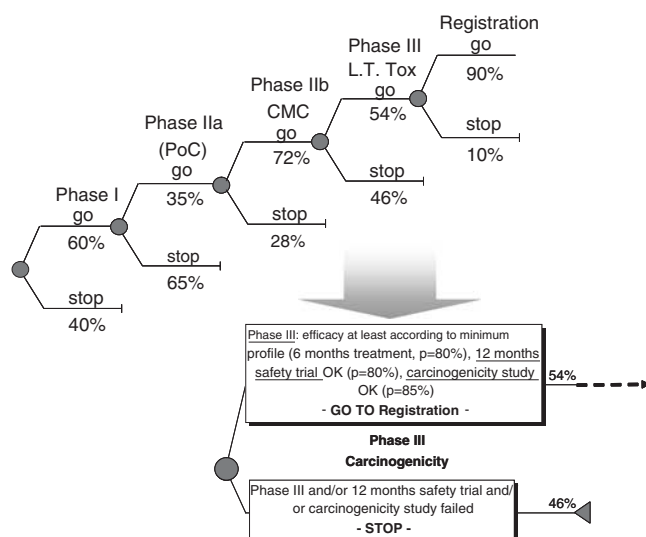 Registration
go
90%
stop
10%
Phase III
L.T. Tox
go
54%
stop
46%
Phase IIb
CMC
go
72%
stop
28%
Phase IIa
(PoC)
go
35%
stop
65%
Phase I
go
60%
stop
40%
Phase III: efficacy at least according to minimum
profile (6 months treatment, p=80%), 12 months
safety trial OK (p=80%), carcinogenicity study
OK (p=85%)
- GO TO Registration -
54%
Phase III
Carcinogenicity
Phase III and/or 12 months safety trial and/
or carcinogenicity study failed
- STOP -
46%